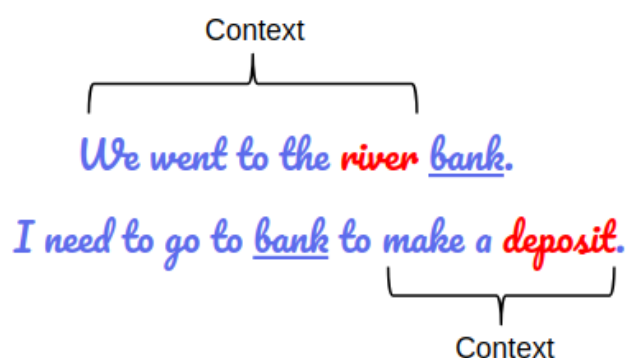 Context
We went to the river bank.
I need to go to bank to make a deposit.
Context